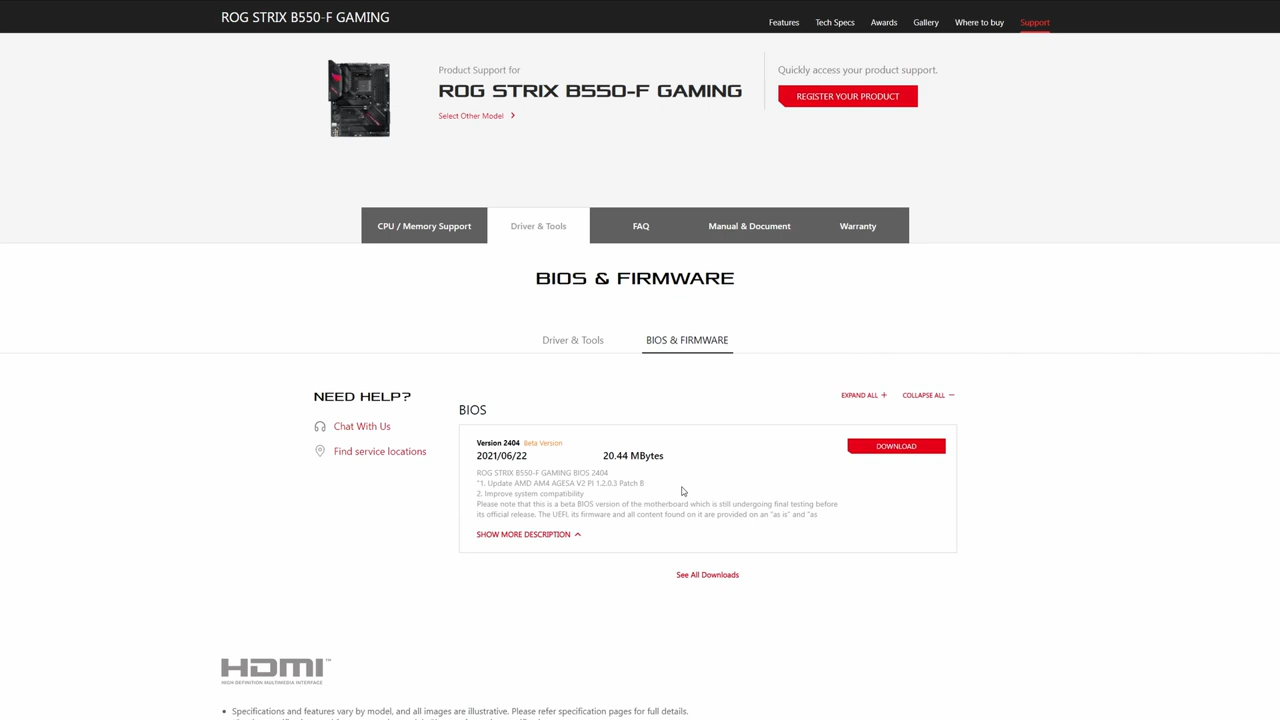 ROG STRIX B550-F GAMING
Features
Tech Specs
Awards
Gallery
Where to buy
Support
Product Support for
ROG STRIX B550-F GAMING
Select Other Model
Quickly access your product support.
REGISTER YOUR PRODUCT
CPU / Memory Support
Driver & Tools
FAQ
Manual & Document
Warranty
BIOS & FIRMWARE
Driver & Tools
BIOS & FIRMWARE
NEED HELP?
Chat With Us
Find service locations
EXPAND ALL +
COLLAPSE ALL −
BIOS
Version 2404 Beta Version
2021/06/22
20.44 MBytes
DOWNLOAD
ROG STRIX B550-F GAMING BIOS 2404
"1. Update AMD AM4 AGESA V2 PI 1.2.0.3 Patch B
2. Improve system compatibility
Please note that this is a beta BIOS version of the motherboard which is still undergoing final testing before
its official release. The UEFI, its firmware and all content found on it are provided on an "as is" and "as
SHOW MORE DESCRIPTION
See All Downloads
HDMI™
HIGH DEFINITION MULTIMEDIA INTERFACE
• Specifications and features vary by model, and all images are illustrative. Please refer specification pages for full details.